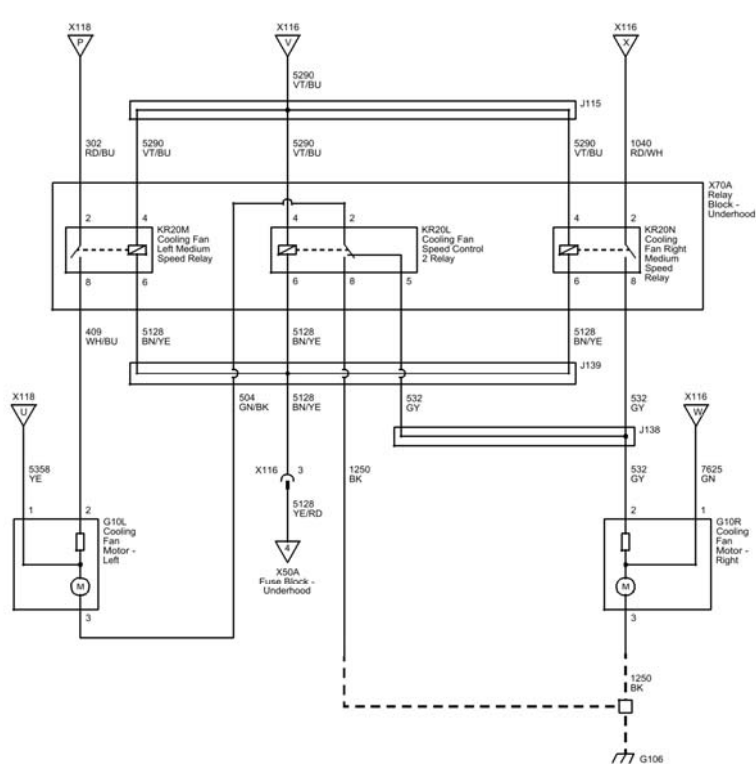 X118
X116
X116
P
V
X
5290
VT/BU
J115
302
RD/BU
5290
VT/BU
5290
VT/BU
5290
VT/BU
1040
RD/WH
X70A
Relay
Block -
Underhood
2
4
KR20M
Cooling Fan
Left Medium
Speed Relay
8
6
4
2
KR20L
Cooling Fan
Speed Control
2 Relay
6
8
5
4
2
KR20N
Cooling
Fan Right
Medium
Speed
Relay
6
8
409
WH/BU
5128
BN/YE
5128
BN/YE
5128
BN/YE
J139
X118
U
504
GN/BK
5128
BN/YE
532
GY
532
GY
X116
W
J138
5358
YE
X116
3
1250
BK
532
GY
7625
GN
5128
YE/RD
1
2
G10L
Cooling
Fan
Motor -
Left
M
3
4
X50A
Fuse Block -
Underhood
2
1
G10R
Cooling
Fan
Motor -
Right
M
3
1250
BK
G106